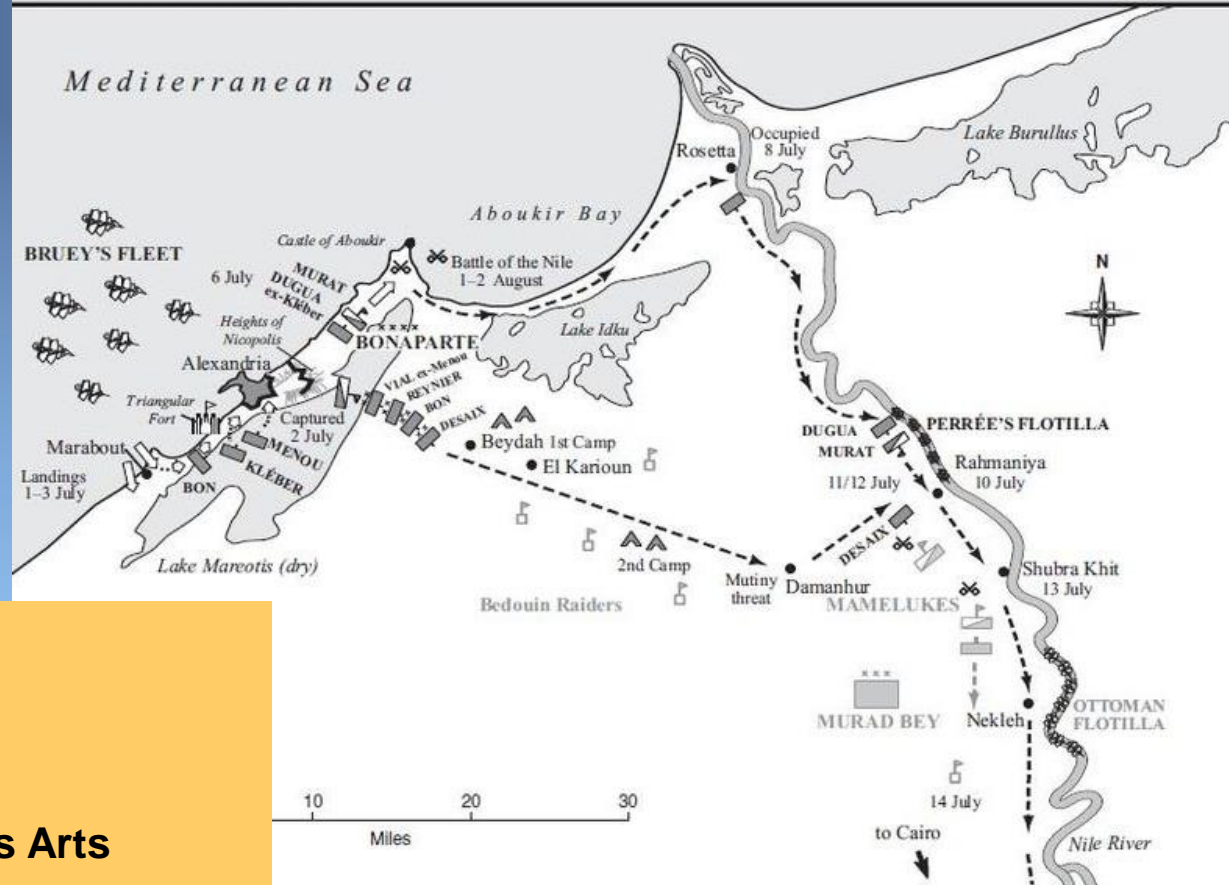 Mediterranean Sea
BRUEY'S FLEET
Aboukir Bay
Castle of Aboukir
Battle of the Nile
1–2 August
Rosetta
Occupied
8 July
Lake Burullus
N
6 July
MURAT
DUGUA
ex-Kléber
Heights of
Nicopolis
BONAPARTE
Lake Idku
Alexandria
Triangular
Fort
Captured
2 July
VIAL ex-Menou
REYNIER
BON
DESAIX
Marabout
Landings
1–3 July
BON
MENOU
KLÉBER
Lake Mareotis (dry)
Beydah 1st Camp
El Karioun
2nd Camp
Bedouin Raiders
Mutiny
threat
Damanhur
DUGUA
MURAT
11/12 July
PERRÉE'S FLOTILLA
Rahmaniya
10 July
DESAIX
Shubra Khit
13 July
MAMELUKES
xxx
MURAD BEY
Nekleh
OTTOMAN
FLOTILLA
14 July
to Cairo
Nile River
10 20 30
Miles
s Arts